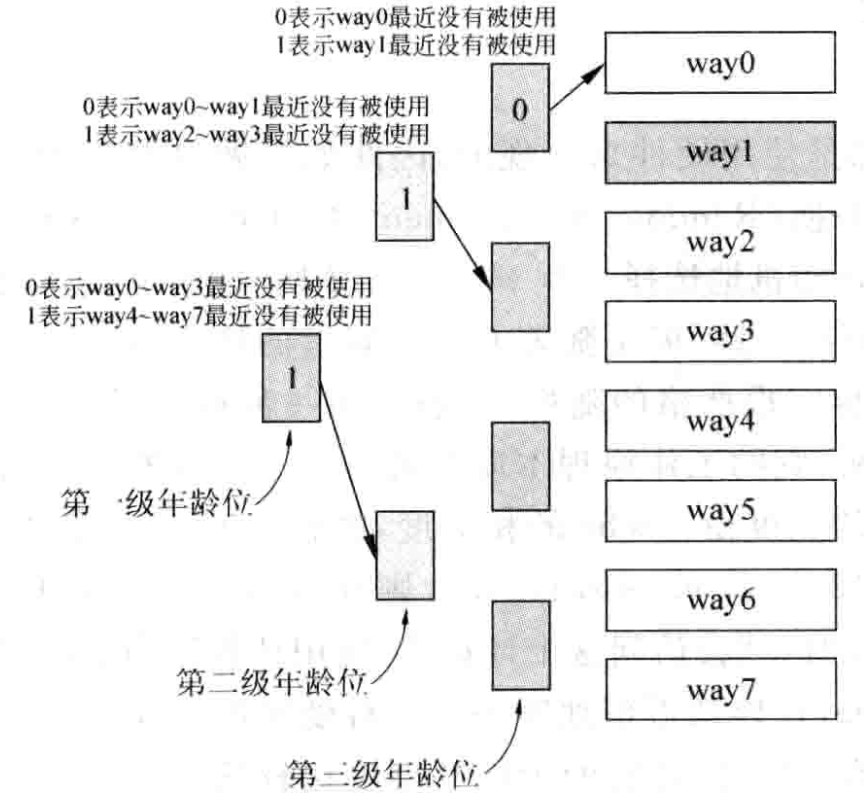 0表示way0最近没有被使用
1表示way1最近没有被使用
way0
0
0表示way0~way1最近没有被使用
1表示way2~way3最近没有被使用
way1
1
way2
0表示way0~way3最近没有被使用
1表示way4~way7最近没有被使用
way3
1
way4
第一级年龄位
way5
way6
第二级年龄位
way7
第三级年龄位